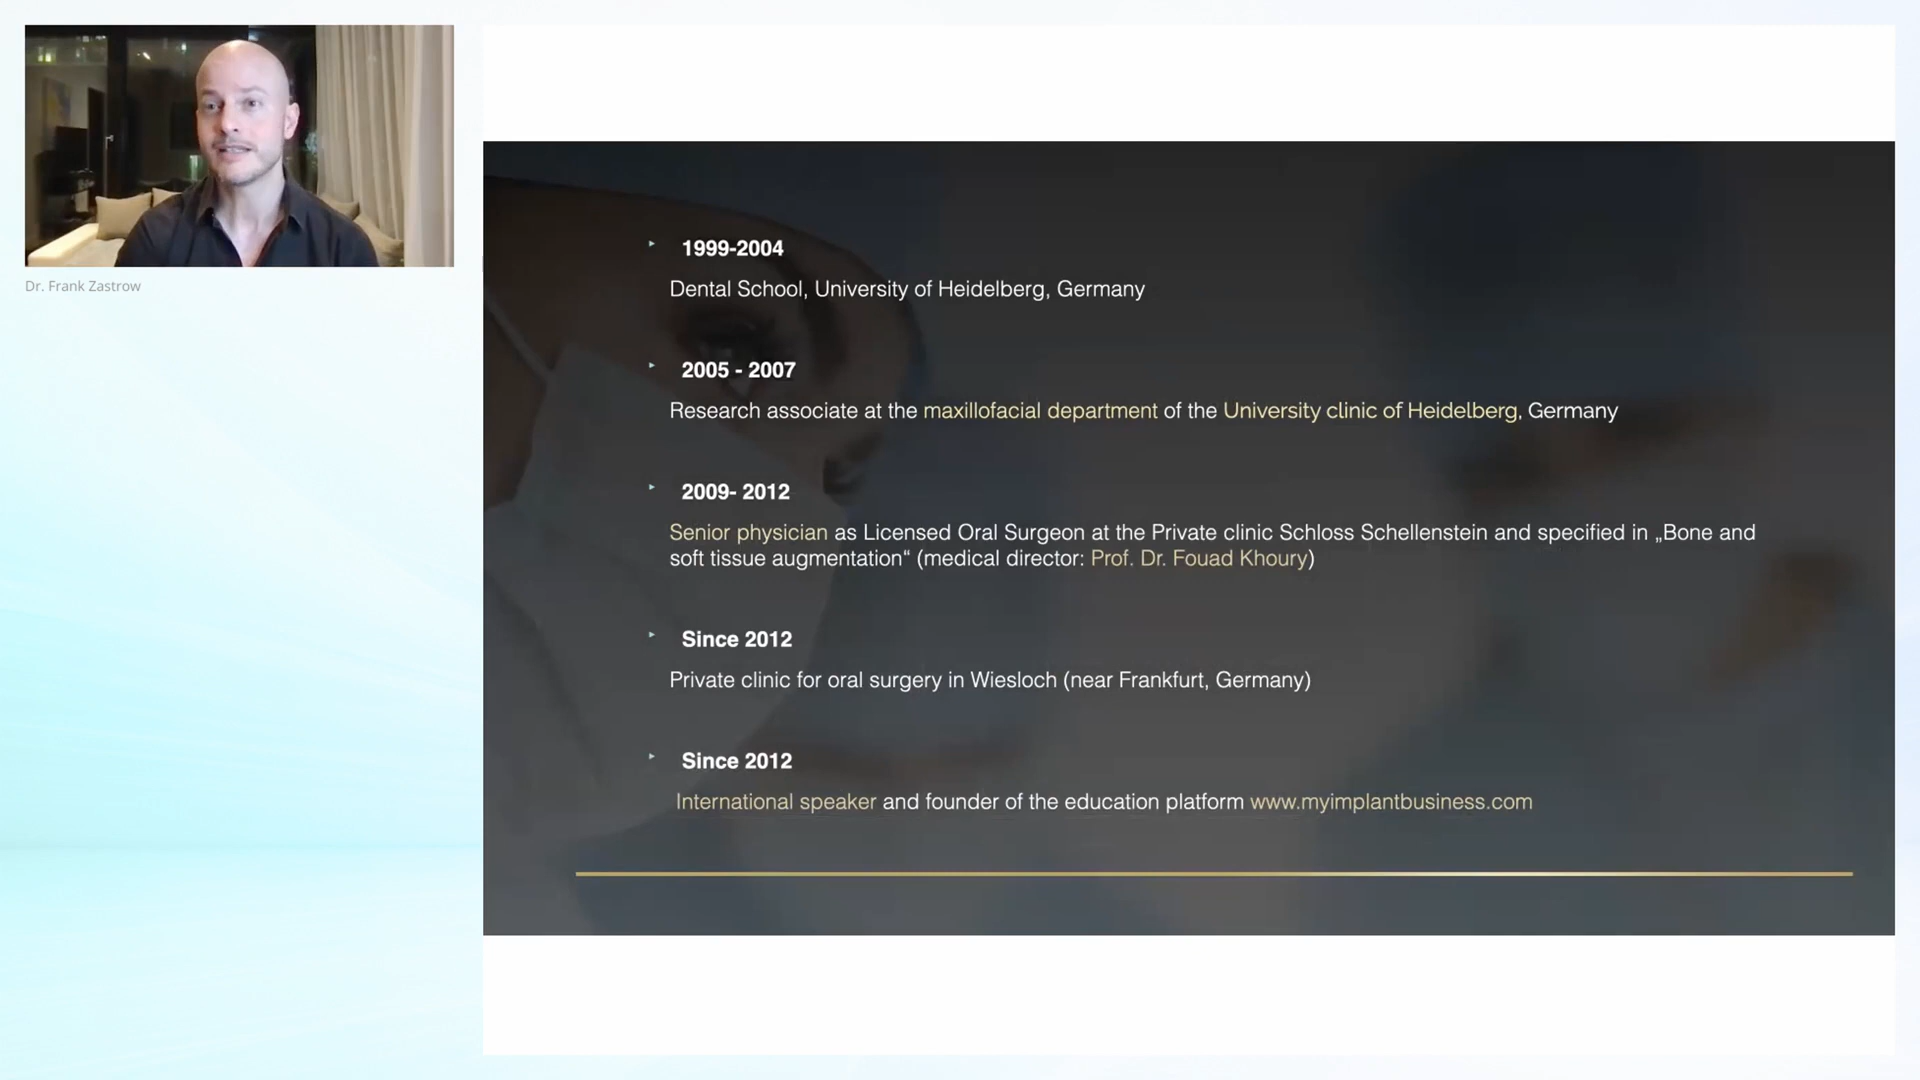 Dr. Frank Zastrow
1999-2004
Dental School, University of Heidelberg, Germany
2005 - 2007
Research associate at the maxillofacial department of the University clinic of Heidelberg, Germany
2009- 2012
Senior physician as Licensed Oral Surgeon at the Private clinic Schloss Schellenstein and specified in „Bone and
soft tissue augmentation“ (medical director: Prof. Dr. Fouad Khoury)
Since 2012
Private clinic for oral surgery in Wiesloch (near Frankfurt, Germany)
Since 2012
International speaker and founder of the education platform www.myimplantbusiness.com